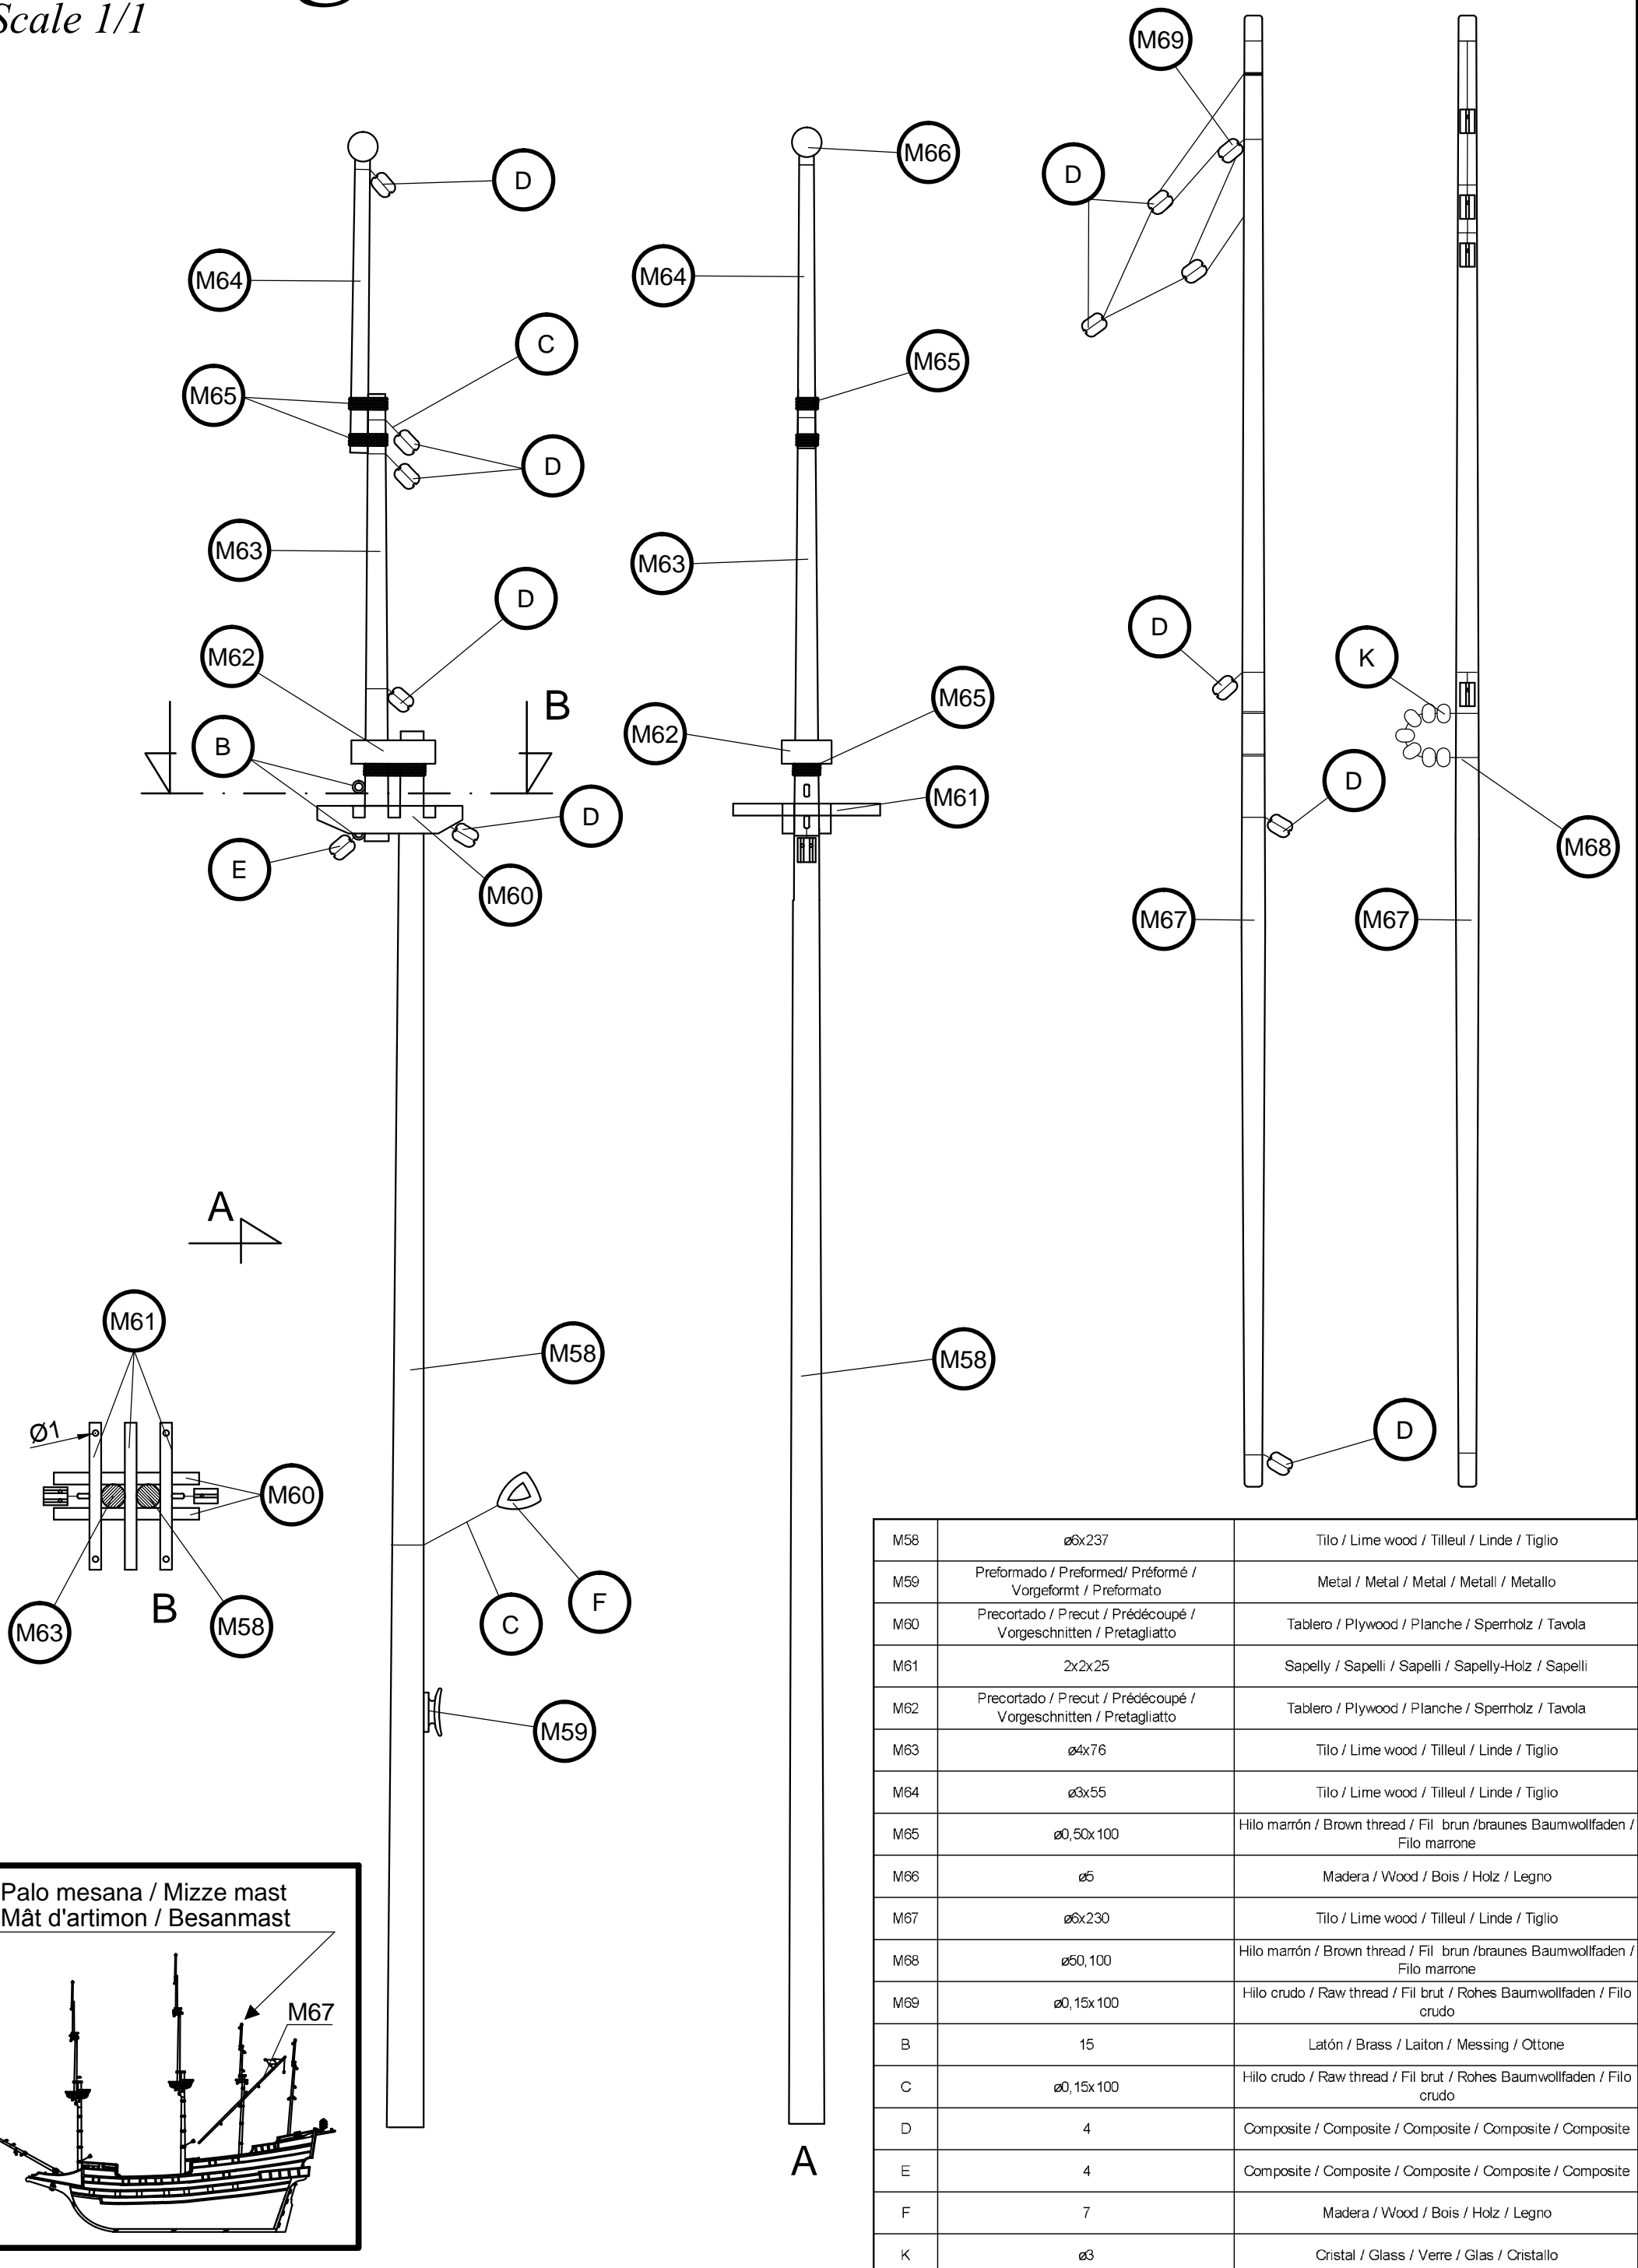 Scale 1/1
M69
D
M66
D
D
M64
M64
C
M65
M65
D
M63
M63
D
D
M62
K
M65
B
M62
B
D
M61
D
M68
E
M60
M67
M67
A
M61
M58
M58
Ø1
D
M60
F
C
M63
B
M58
M59
A
Palo mesana / Mizze mast
Mât d'artimon / Besanmast
M67
M58 ø6x237 Tilo / Lime wood / Tilleul / Linde / Tiglio
M59 Preformado / Preformed/ Préformé /
Vorgeformt / Preformato Metal / Metal / Metal / Metall / Metallo
M60 Precortado / Precut / Prédécoupé /
Vorgeschnitten / Pretagliatto Tablero / Plywood / Planche / Sperrholz / Tavola
M61 2x2x25 Sapelly / Sapelli / Sapelli / Sapelly-Holz / Sapelli
M62 Precortado / Precut / Prédécoupé /
Vorgeschnitten / Pretagliatto Tablero / Plywood / Planche / Sperrholz / Tavola
M63 ø4x76 Tilo / Lime wood / Tilleul / Linde / Tiglio
M64 ø3x55 Tilo / Lime wood / Tilleul / Linde / Tiglio
M65 ø0,50x100 Hilo marrón / Brown thread / Fil brun /braunes Baumwollfaden /
Filo marrone
M66 ø5 Madera / Wood / Bois / Holz / Legno
M67 ø6x230 Tilo / Lime wood / Tilleul / Linde / Tiglio
M68 ø50,100 Hilo marrón / Brown thread / Fil brun /braunes Baumwollfaden /
Filo marrone
M69 ø0,15x100 Hilo crudo / Raw thread / Fil brut / Rohes Baumwollfaden / Filo
crudo
B 15 Latón / Brass / Laiton / Messing / Ottone
C ø0,15x100 Hilo crudo / Raw thread / Fil brut / Rohes Baumwollfaden / Filo
crudo
D 4 Composite / Composite / Composite / Composite / Composite
E 4 Composite / Composite / Composite / Composite / Composite
F 7 Madera / Wood / Bois / Holz / Legno
K ø3 Cristal / Glass / Verre / Glas / Cristallo